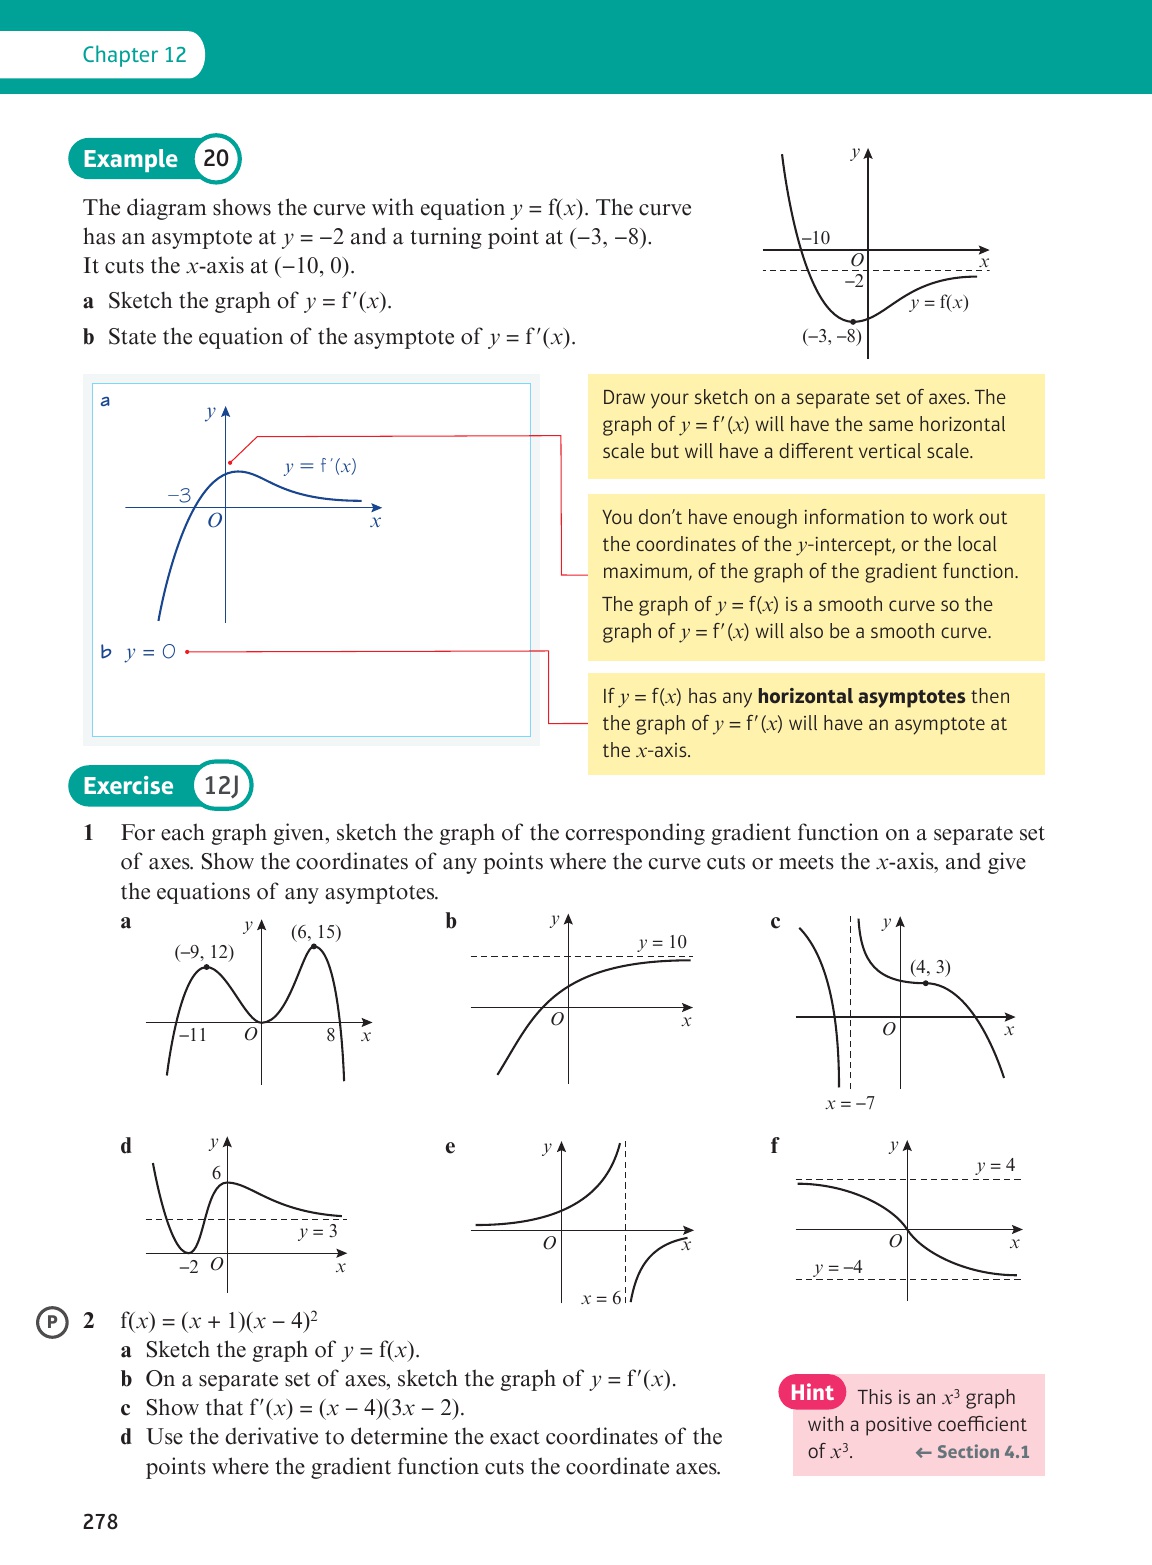 Chapter 12
Example 20
The diagram shows the curve with equation y = f(x). The curve
has an asymptote at y = −2 and a turning point at (−3, −8).
It cuts the x-axis at (−10, 0).
a Sketch the graph of y = f′(x).
b State the equation of the asymptote of y = f′(x).
y
−10
O
x
−2
y = f(x)
(−3, −8)
a
y
y = f′(x)
−3
O
x
b y = 0
Draw your sketch on a separate set of axes. The
graph of y = f′(x) will have the same horizontal
scale but will have a different vertical scale.
You don’t have enough information to work out
the coordinates of the y-intercept, or the local
maximum, of the graph of the gradient function.
The graph of y = f(x) is a smooth curve so the
graph of y = f′(x) will also be a smooth curve.
If y = f(x) has any horizontal asymptotes then
the graph of y = f′(x) will have an asymptote at
the x-axis.
Exercise 12J
1 For each graph given, sketch the graph of the corresponding gradient function on a separate set
of axes. Show the coordinates of any points where the curve cuts or meets the x-axis, and give
the equations of any asymptotes.
a
y
(6, 15)
(−9, 12)
−11
O
8
x
b
y
y = 10
O
x
c
y
(4, 3)
O
x
x = −7
d
y
6
y = 3
−2
O
x
e
y
O
x
x = 6
f
y
y = 4
O
x
y = −4
P
2 f(x) = (x + 1)(x − 4)²
a Sketch the graph of y = f(x).
b On a separate set of axes, sketch the graph of y = f′(x).
c Show that f′(x) = (x − 4)(3x − 2).
d Use the derivative to determine the exact coordinates of the
points where the gradient function cuts the coordinate axes.
Hint This is an x³ graph
with a positive coefficient
of x³. ← Section 4.1
278